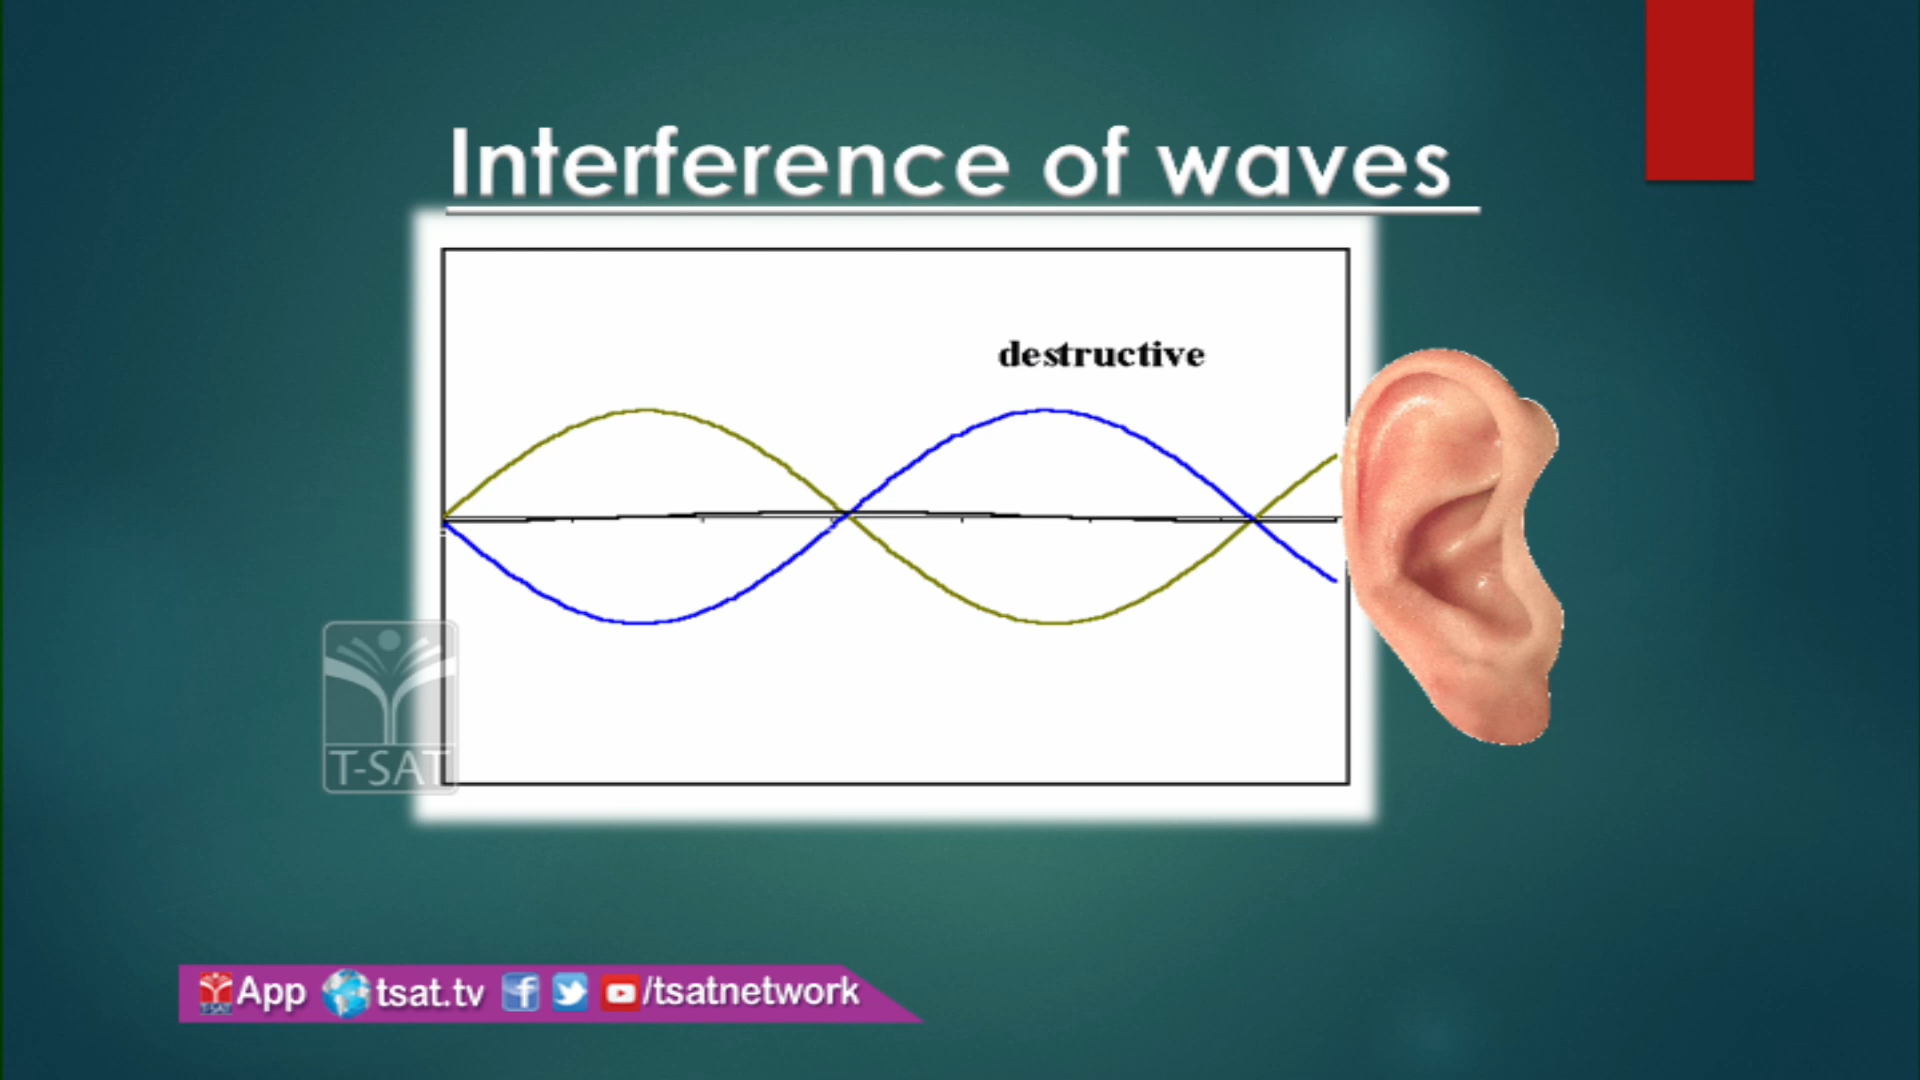 Interference of waves
destructive
T-SAT
App tsat.tv /tsatnetwork